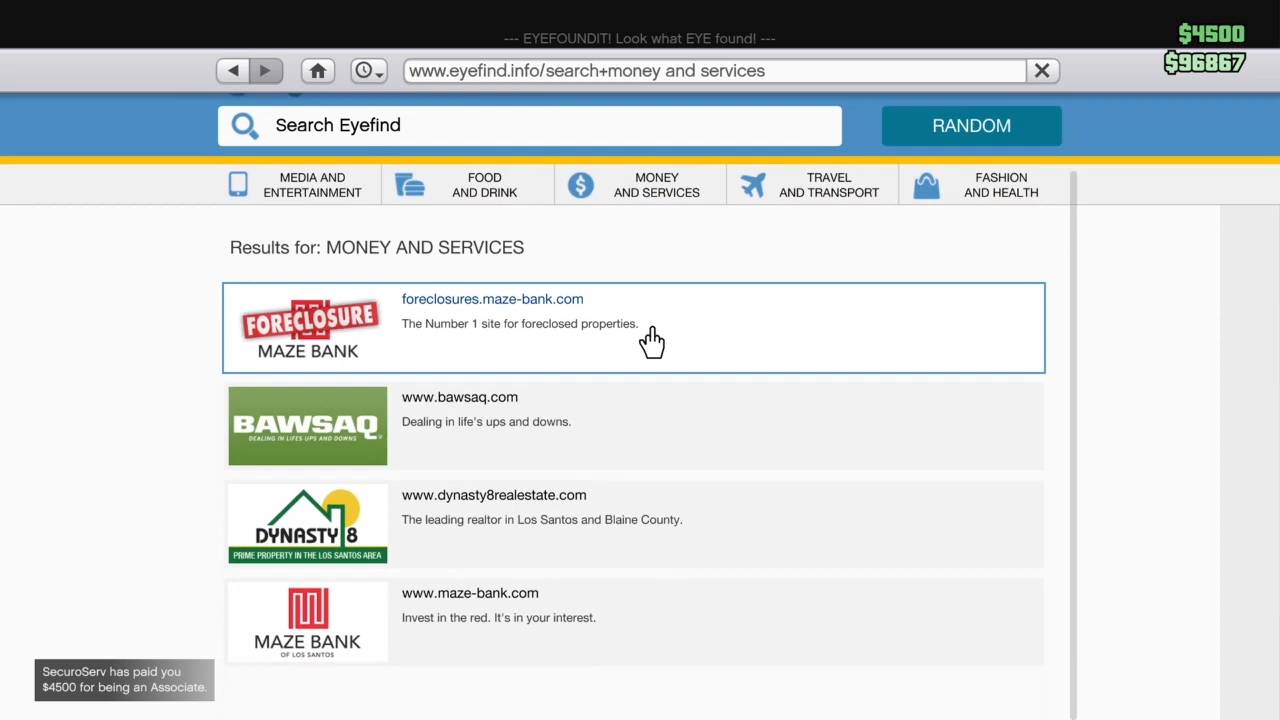 --- EYEFOUNDIT! Look what EYE found! ---
$4500
$96867
www.eyefind.info/search+money and services
Search Eyefind
RANDOM
MEDIA AND
ENTERTAINMENT
FOOD
AND DRINK
MONEY
AND SERVICES
TRAVEL
AND TRANSPORT
FASHION
AND HEALTH
Results for: MONEY AND SERVICES
FORECLOSURE
MAZE BANK
foreclosures.maze-bank.com
The Number 1 site for foreclosed properties.
BAWSAQ
DEALING IN LIFES UPS AND DOWNS
www.bawsaq.com
Dealing in life's ups and downs.
DYNASTY 8
PRIME PROPERTY IN THE LOS SANTOS AREA
www.dynasty8realestate.com
The leading realtor in Los Santos and Blaine County.
MAZE BANK
OF LOS SANTOS
www.maze-bank.com
Invest in the red. It's in your interest.
SecuroServ has paid you
$4500 for being an Associate.